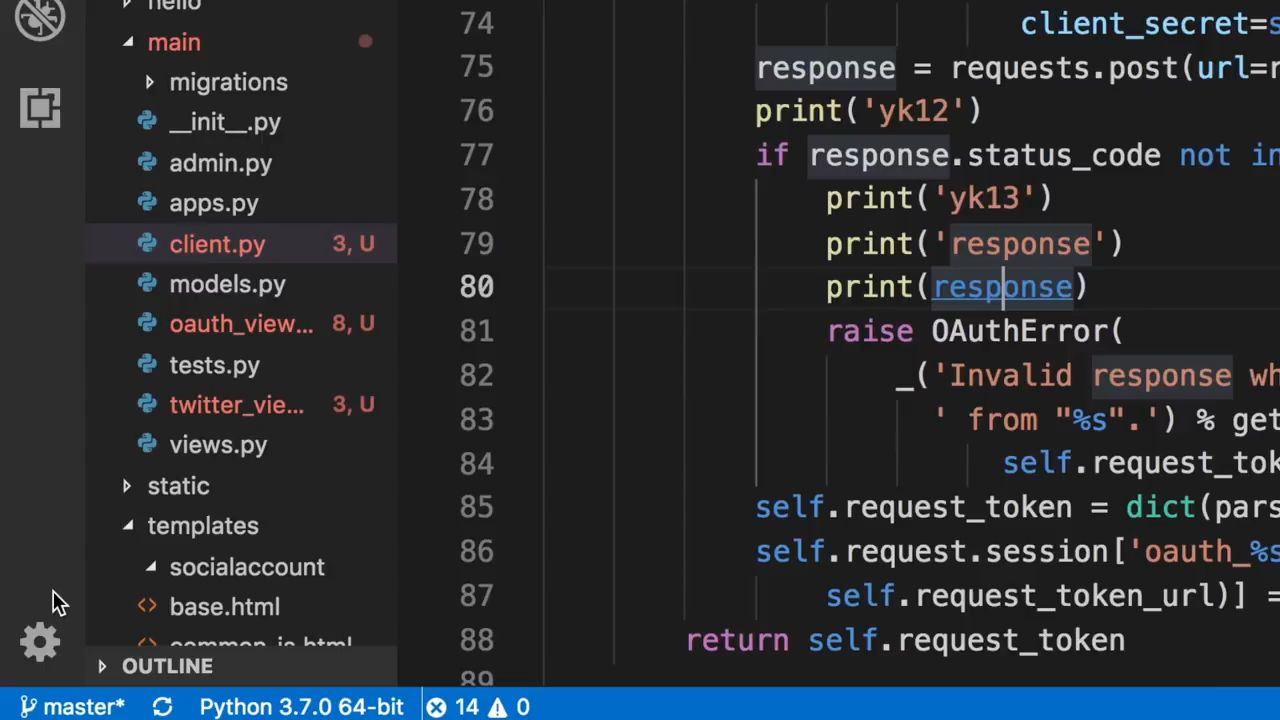 hello
main
migrations
__init__.py
admin.py
apps.py
client.py 3, U
models.py
oauth_view... 8, U
tests.py
twitter_vie... 3, U
views.py
static
templates
socialaccount
base.html
common_js.html
OUTLINE
74 client_secret=s
75 response = requests.post(url=r
76 print('yk12')
77 if response.status_code not in
78 print('yk13')
79 print('response')
80 print(response)
81 raise OAuthError(
82 _('Invalid response wh
83 ' from "%s".') % get
84 self.request_tok
85 self.request_token = dict(pars
86 self.request.session['oauth_%s
87 self.request_token_url)] =
88 return self.request_token
89
master* Python 3.7.0 64-bit 14 0